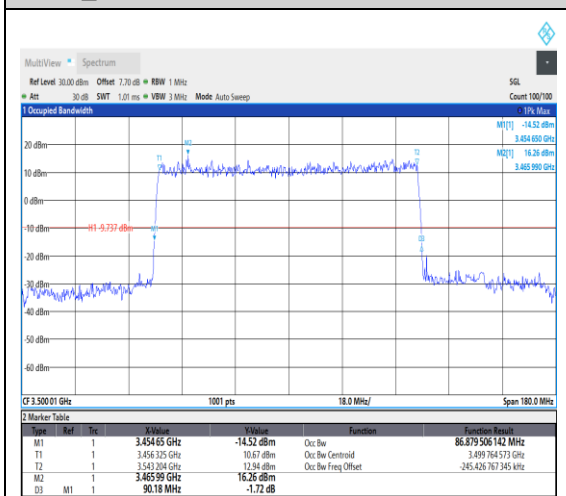 MultiView Spectrum
Ref Level 30.00 dBm Offset 7.70 dB RBW 1 MHz SGL
Att 30 dB SWT 1.01 ms VBW 3 MHz Mode Auto Sweep Count 100/100
1 Occupied Bandwidth 1Pk Max
M1[1] -14.52 dBm
3.454 650 GHz
M2[1] 16.26 dBm
3.465 990 GHz
20 dBm
M2
T1
T2
10 dBm
0 dBm
-10 dBm
H1 -9.737 dBm
M1
D3
-20 dBm
-30 dBm
-40 dBm
-50 dBm
-60 dBm
CF 3.500 01 GHz 1001 pts 18.0 MHz/ Span 180.0 MHz
2 Marker Table
Type Ref Trc X-Value Y-Value Function Function Result
M1 1 3.454 65 GHz -14.52 dBm Occ Bw 86.879 506 142 MHz
T1 1 3.456 325 GHz 10.67 dBm Occ Bw Centroid 3.499 764 573 GHz
T2 1 3.543 204 GHz 12.94 dBm Occ Bw Freq Offset -245.426 767 345 kHz
M2 1 3.465 99 GHz 16.26 dBm
D3 M1 1 90.18 MHz -1.72 dB